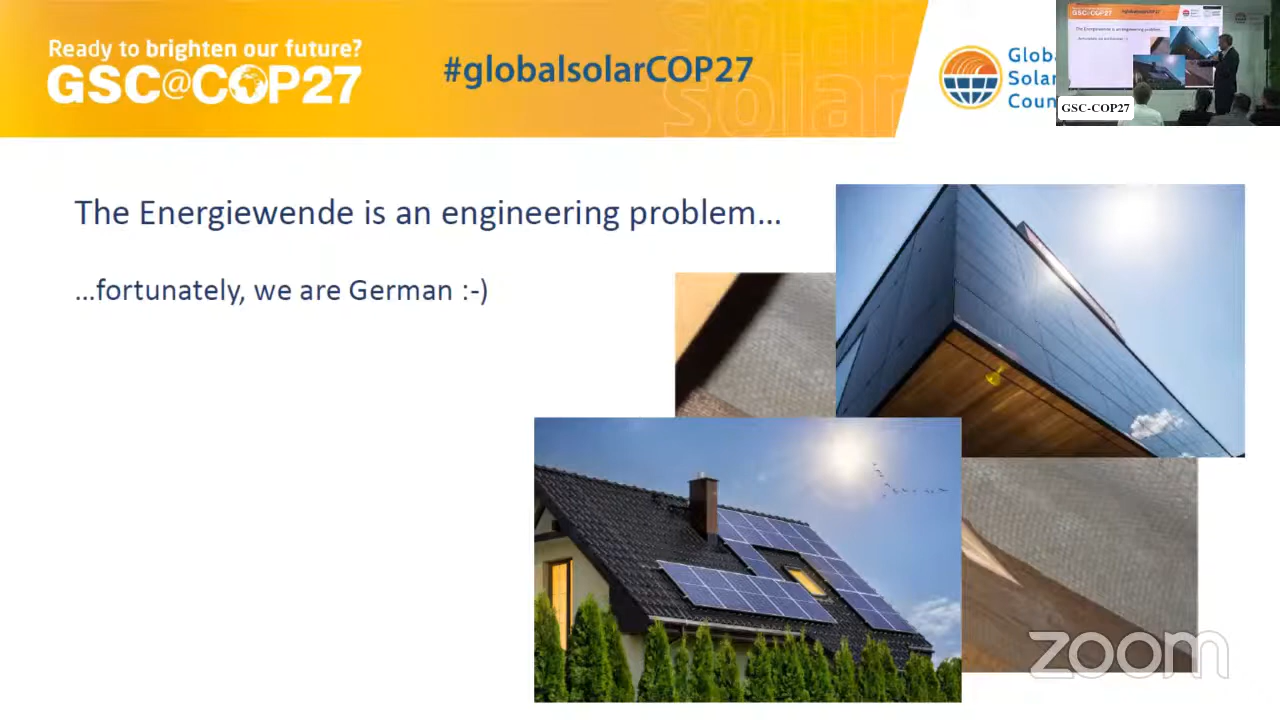 Ready to brighten our future?
GSC@COP27
#globalsolarCOP27
Globa
Solar
Coun
GSC-COP27
The Energiewende is an engineering problem...
...fortunately, we are German :-)
zoom